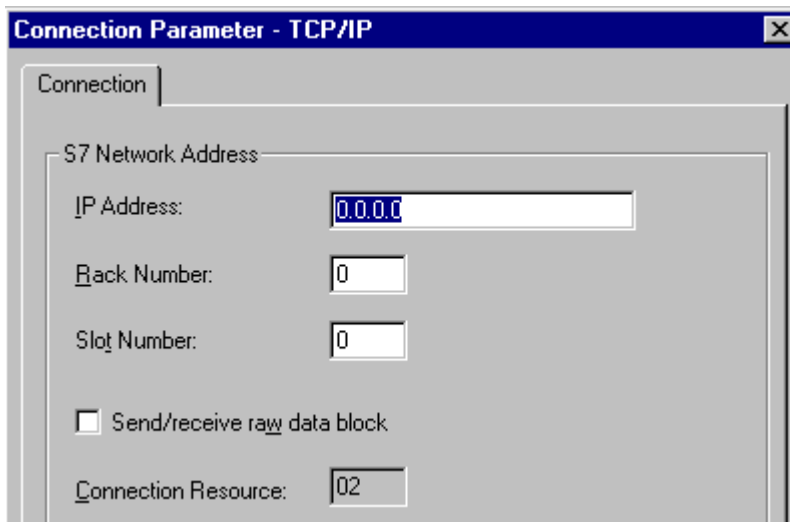 Connection Parameter - TCP/IP
Connection
S7 Network Address
IP Address: 0.0.0.0
Rack Number: 0
Slot Number: 0
Send/receive raw data block
Connection Resource: 02